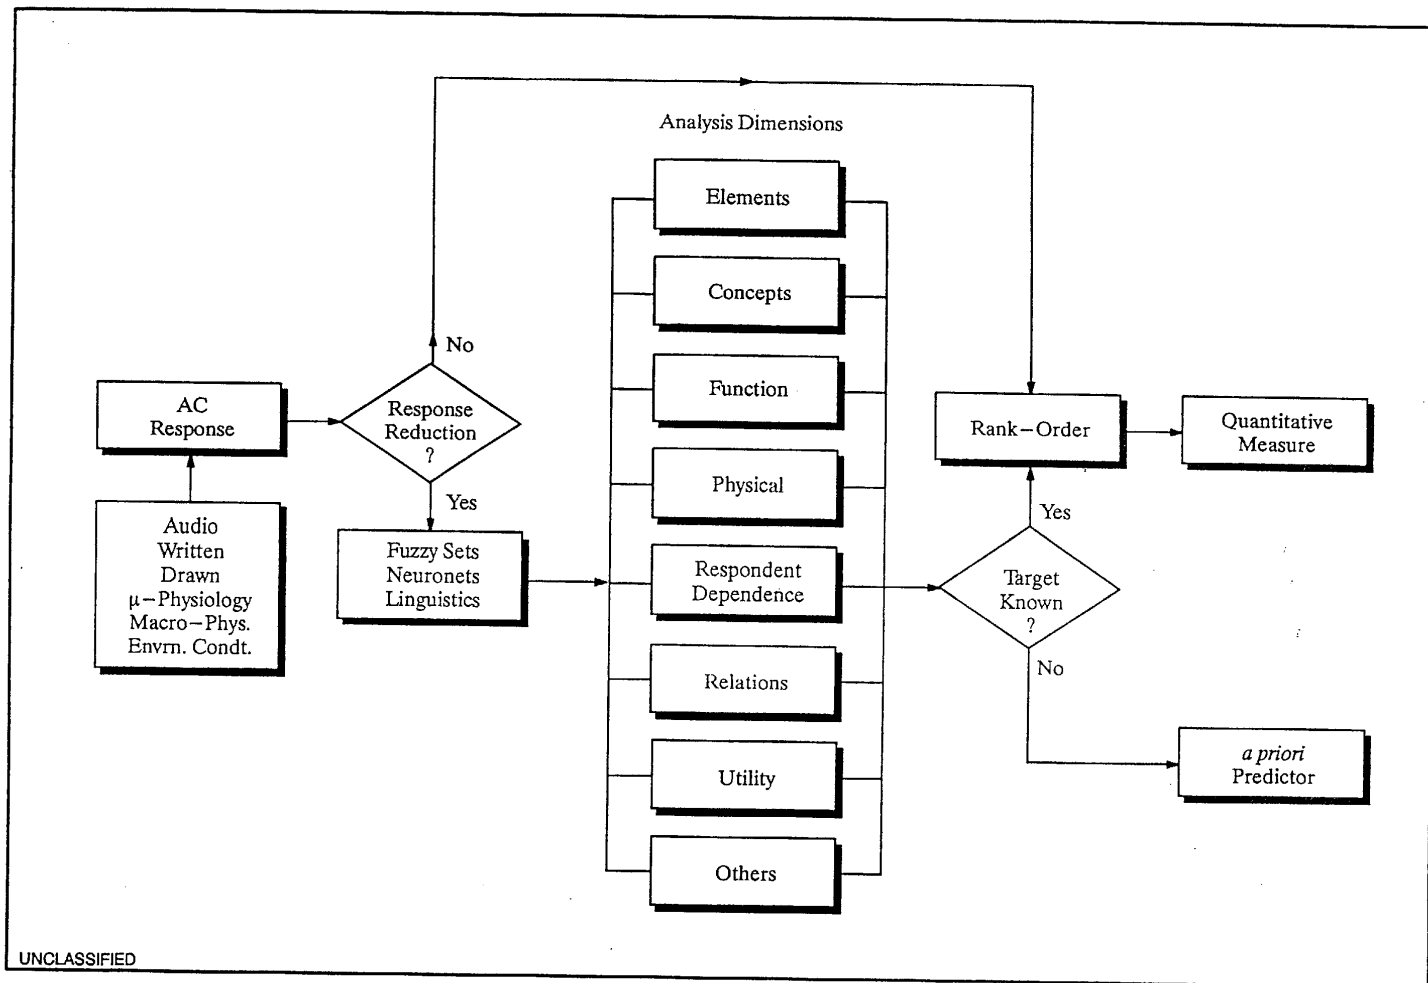 Analysis Dimensions
Elements
Concepts
Function
Physical
Respondent
Dependence
Relations
Utility
Others
No
AC
Response
Response
Reduction
?
Yes
Audio
Written
Drawn
μ-Physiology
Macro-Phys.
Envrn. Condt.
Fuzzy Sets
Neuronets
Linguistics
Rank-Order
Quantitative
Measure
Yes
Target
Known
?
No
a priori
Predictor
UNCLASSIFIED